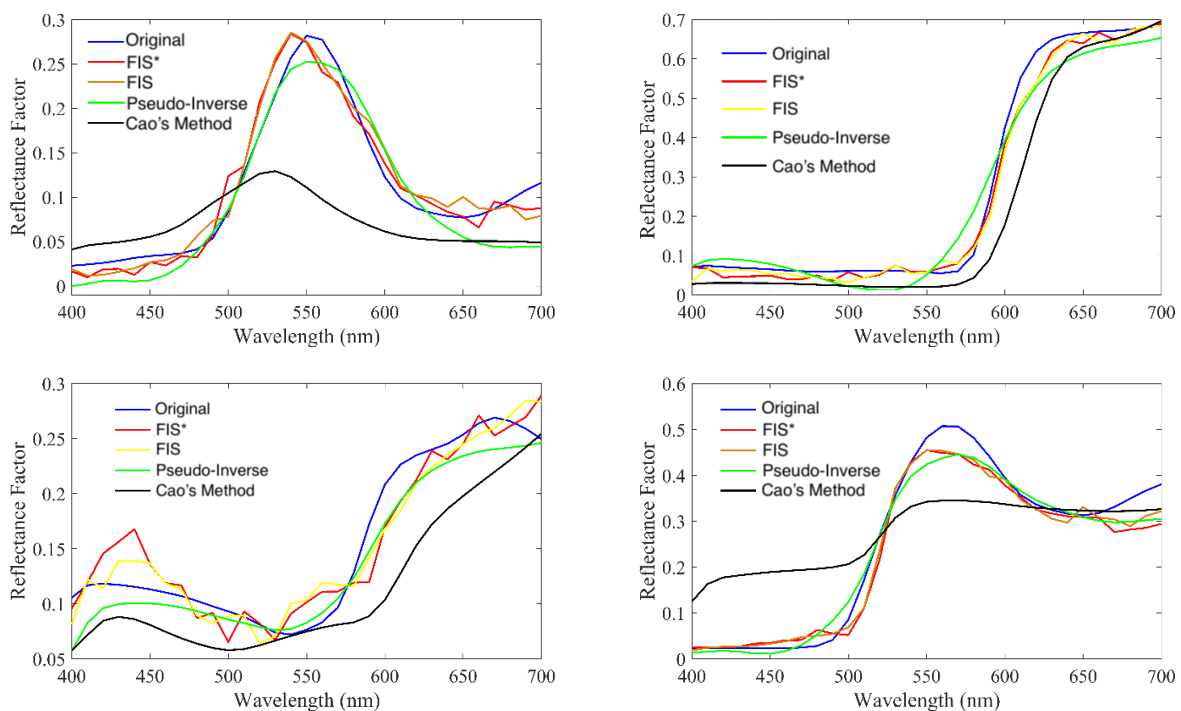 0.3
0.25
0.2
0.15
0.1
0.05
0
Reflectance Factor
Original
FIS*
FIS
Pseudo-Inverse
Cao's Method
400
450
500
550
600
650
700
Wavelength (nm)
0.7
0.6
0.5
0.4
0.3
0.2
0.1
0
Reflectance Factor
Original
FIS*
FIS
Pseudo-Inverse
Cao's Method
400
450
500
550
600
650
700
Wavelength (nm)
0.3
0.25
0.2
0.15
0.1
0.05
Reflectance Factor
Original
FIS*
FIS
Pseudo-Inverse
Cao's Method
400
450
500
550
600
650
700
Wavelength (nm)
0.6
0.5
0.4
0.3
0.2
0.1
0
Reflectance Factor
Original
FIS*
FIS
Pseudo-Inverse
Cao's Method
400
450
500
550
600
650
700
Wavelength (nm)